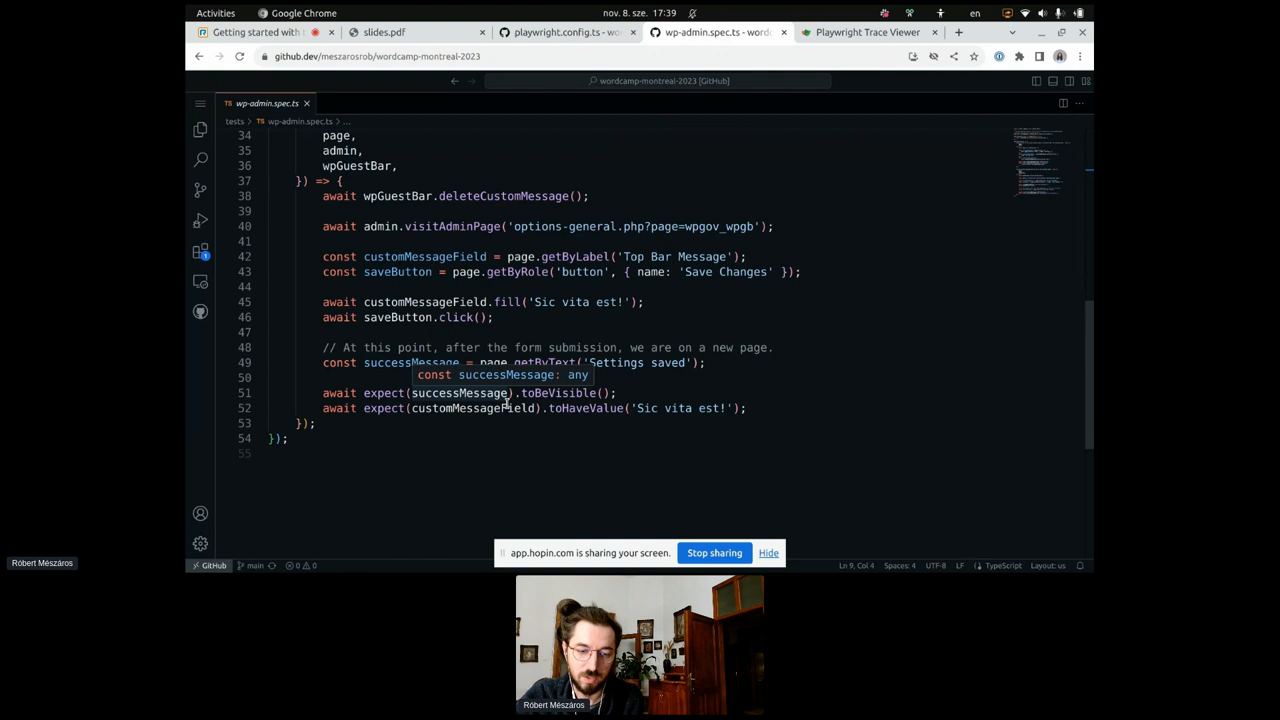 Activities
Google Chrome
nov. 8. sze. 17:39
en
Getting started with
slides.pdf
playwright.config.ts - wo
wp-admin.spec.ts - wordc
Playwright Trace Viewer
github.dev/meszarosrob/wordcamp-montreal-2023
wordcamp-montreal-2023 [GitHub]
TS wp-admin.spec.ts
tests > TS wp-admin.spec.ts > ...
34 page,
35 admin,
36 wpGuestBar,
37 }) => {
38 await wpGuestBar.deleteCustomMessage();
39
40 await admin.visitAdminPage('options-general.php?page=wpgov_wpgb');
41
42 const customMessageField = page.getByLabel('Top Bar Message');
43 const saveButton = page.getByRole('button', { name: 'Save Changes' });
44
45 await customMessageField.fill('Sic vita est!');
46 await saveButton.click();
47
48 // At this point, after the form submission, we are on a new page.
49 const successMessage = page.getByText('Settings saved');
50
const successMessage: any
51 await expect(successMessage).toBeVisible();
52 await expect(customMessageField).toHaveValue('Sic vita est!');
53 });
54 });
55
1
app.hopin.com is sharing your screen.
Stop sharing
Hide
GitHub
main
0
0
Ln 9, Col 4
Spaces: 4
UTF-8
LF
TypeScript
Layout: us
Róbert Mészáros
Róbert Mészáros